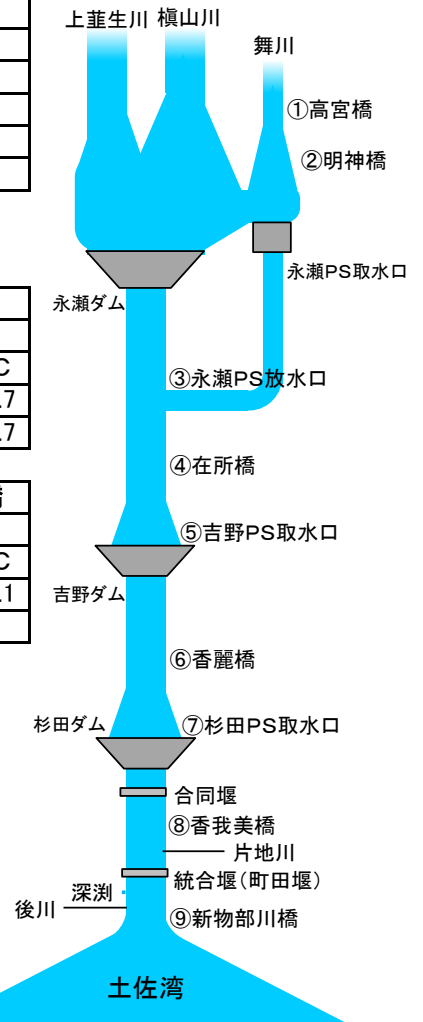 上韮生川 槇山川
舞川
①高宮橋
②明神橋
永瀬PS取水口
永瀬ダム
C
.7
③永瀬PS放水口
.7
④在所橋
⑤吉野PS取水口
C
.1
吉野ダム
⑥香麗橋
杉田ダム
⑦杉田PS取水口
合同堰
⑧香我美橋
片地川
統合堰(町田堰)
深渕
後川
⑨新物部川橋
土佐湾